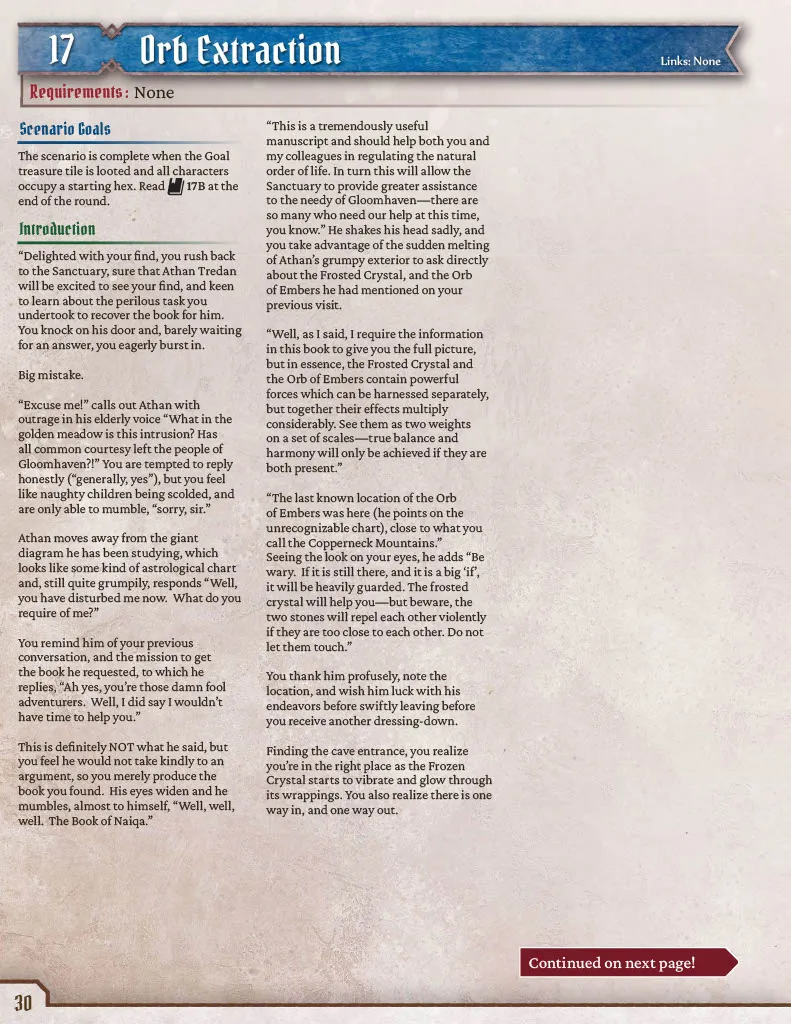 17
Orb Extraction
Links: None
Requirements: None
Scenario Goals
The scenario is complete when the Goal
treasure tile is looted and all characters
occupy a starting hex. Read 17B at the
end of the round.
Introduction
“Delighted with your find, you rush back
to the Sanctuary, sure that Athan Tredan
will be excited to see your find, and keen
to learn about the perilous task you
undertook to recover the book for him.
You knock on his door and, barely waiting
for an answer, you eagerly burst in.
Big mistake.
“Excuse me!” calls out Athan with
outrage in his elderly voice “What in the
golden meadow is this intrusion? Has
all common courtesy left the people of
Gloomhaven?!” You are tempted to reply
honestly (“generally, yes”), but you feel
like naughty children being scolded, and
are only able to mumble, “sorry, sir.”
Athan moves away from the giant
diagram he has been studying, which
looks like some kind of astrological chart
and, still quite grumpily, responds “Well,
you have disturbed me now.  What do you
require of me?”
You remind him of your previous
conversation, and the mission to get
the book he requested, to which he
replies, “Ah yes, you’re those damn fool
adventurers.  Well, I did say I wouldn’t
have time to help you.”
This is definitely NOT what he said, but
you feel he would not take kindly to an
argument, so you merely produce the
book you found.  His eyes widen and he
mumbles, almost to himself, “Well, well,
well.  The Book of Naiqa.”
“This is a tremendously useful
manuscript and should help both you and
my colleagues in regulating the natural
order of life. In turn this will allow the
Sanctuary to provide greater assistance
to the needy of Gloomhaven—there are
so many who need our help at this time,
you know.” He shakes his head sadly, and
you take advantage of the sudden melting
of Athan’s grumpy exterior to ask directly
about the Frosted Crystal, and the Orb
of Embers he had mentioned on your
previous visit.
“Well, as I said, I require the information
in this book to give you the full picture,
but in essence, the Frosted Crystal and
the Orb of Embers contain powerful
forces which can be harnessed separately,
but together their effects multiply
considerably. See them as two weights
on a set of scales—true balance and
harmony will only be achieved if they are
both present.”
“The last known location of the Orb
of Embers was here (he points on the
unrecognizable chart), close to what you
call the Copperneck Mountains.”
Seeing the look on your eyes, he adds “Be
wary.  If it is still there, and it is a big ‘if’,
it will be heavily guarded. The frosted
crystal will help you—but beware, the
two stones will repel each other violently
if they are too close to each other. Do not
let them touch.”
You thank him profusely, note the
location, and wish him luck with his
endeavors before swiftly leaving before
you receive another dressing-down.
Finding the cave entrance, you realize
you’re in the right place as the Frozen
Crystal starts to vibrate and glow through
its wrappings. You also realize there is one
way in, and one way out.
Continued on next page!
30